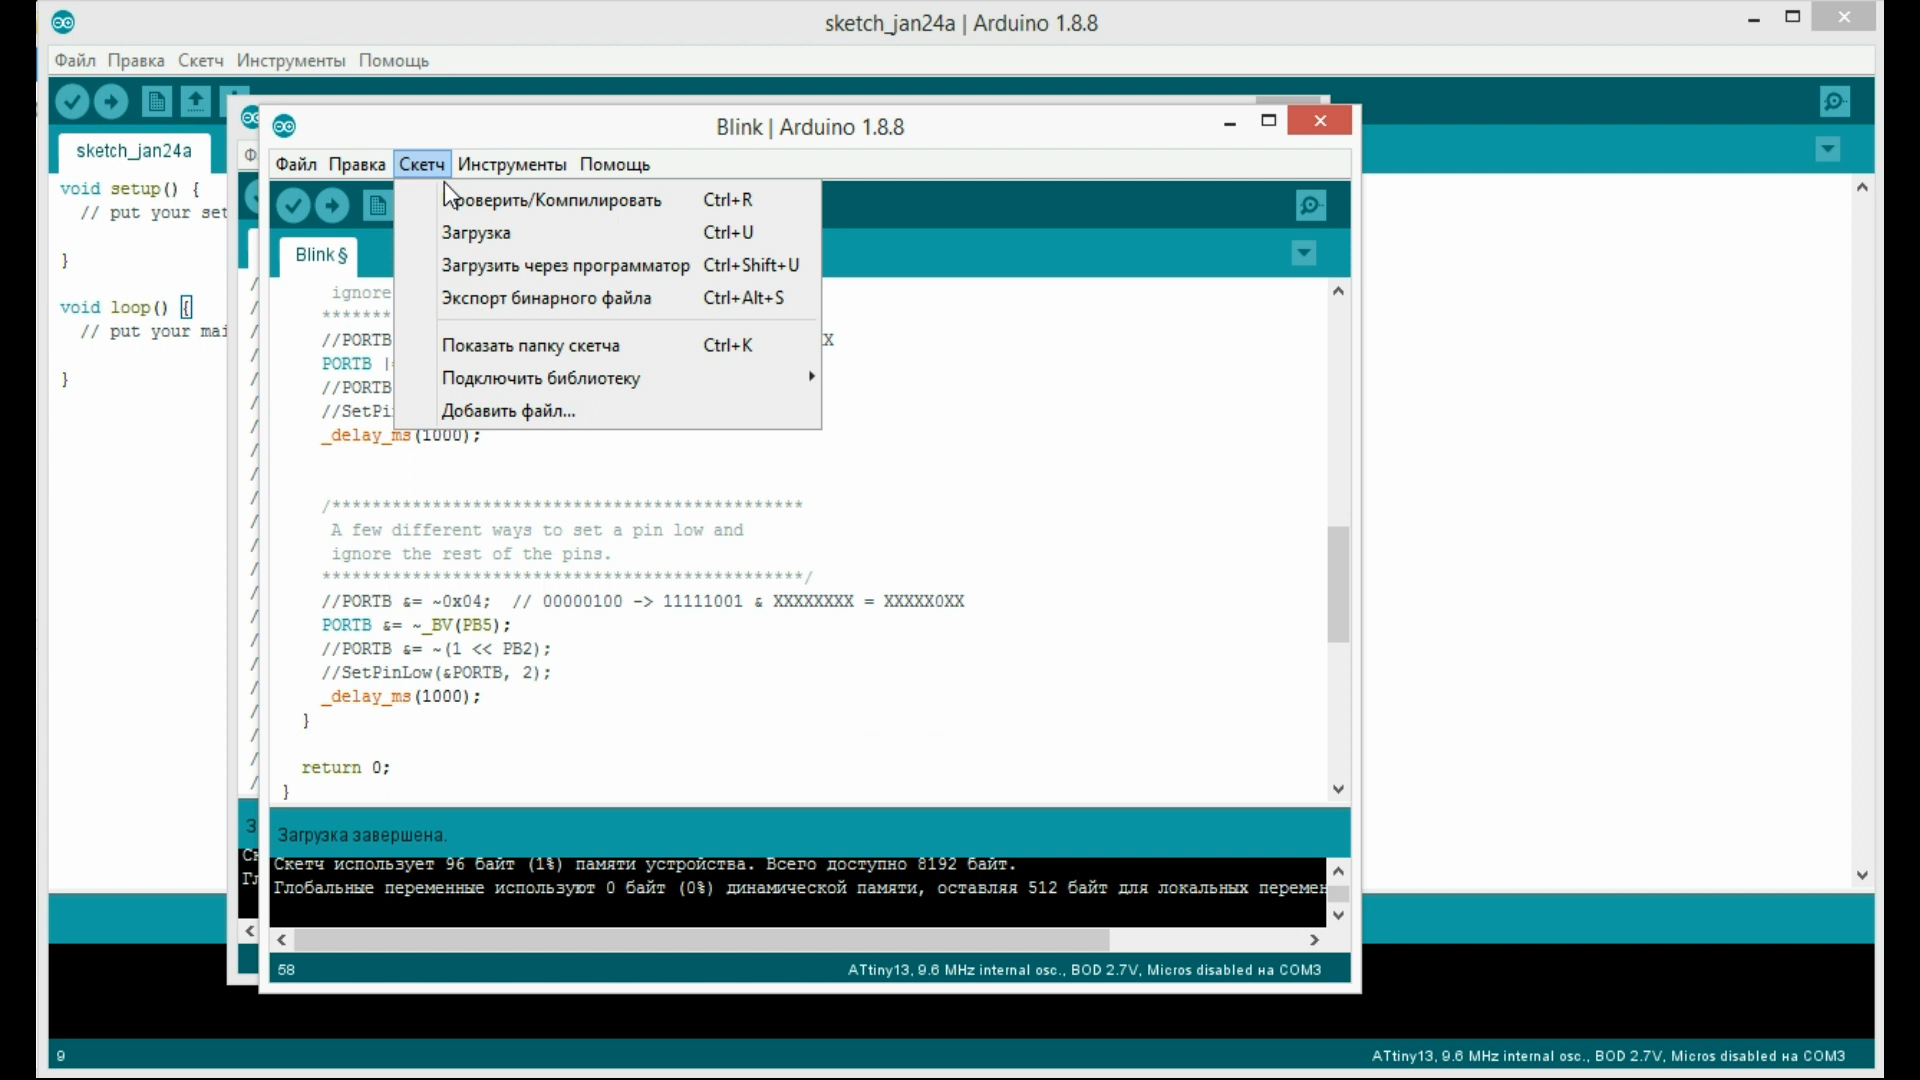 sketch_jan24a | Arduino 1.8.8
Файл Правка Скетч Инструменты Помощь
sketch_jan24a
void setup() {
// put your set
}
void loop() {
// put your mai
}
Blink | Arduino 1.8.8
Файл Правка Скетч Инструменты Помощь
Проверить/Компилировать Ctrl+R
Загрузка Ctrl+U
Загрузить через программатор Ctrl+Shift+U
Экспорт бинарного файла Ctrl+Alt+S
Показать папку скетча Ctrl+K
Подключить библиотеку
Добавить файл...
Blink §
ignore
********
//PORTB X
PORTB |
//PORTB
//SetPi
_delay_ms(1000);
/***********************************************
A few different ways to set a pin low and
ignore the rest of the pins.
************************************************/
//PORTB &= ~0x04; // 00000100 -> 11111001 & XXXXXXXX = XXXXX0XX
PORTB &= ~_BV(PB5);
//PORTB &= ~(1 << PB2);
//SetPinLow(&PORTB, 2);
_delay_ms(1000);
}
return 0;
}
Загрузка завершена.
Скетч использует 96 байт (1%) памяти устройства. Всего доступно 8192 байт.
Глобальные переменные используют 0 байт (0%) динамической памяти, оставляя 512 байт для локальных перемен
58
ATtiny13, 9.6 MHz internal osc., BOD 2.7V, Micros disabled на COM3
9
ATtiny13, 9.6 MHz internal osc., BOD 2.7V, Micros disabled на COM3